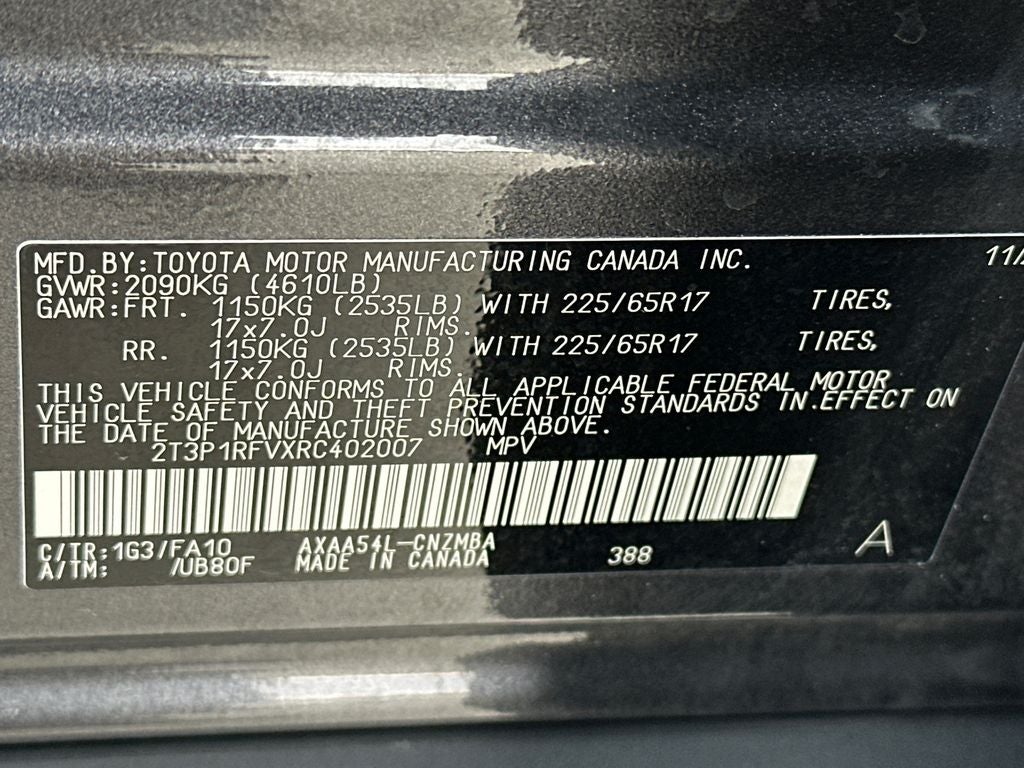 MFD.BY:TOYOTA MOTOR MANUFACTURING CANADA INC. 11/
GVWR:2090KG (4610LB)
GAWR:FRT. 1150KG (2535LB) WITH 225/65R17 TIRES,
17x7.0J RIMS.
RR. 1150KG (2535LB) WITH 225/65R17 TIRES,
17x7.0J RIMS.
THIS VEHICLE CONFORMS TO ALL APPLICABLE FEDERAL MOTOR
VEHICLE SAFETY AND THEFT PREVENTION STANDARDS IN EFFECT ON
THE DATE OF MANUFACTURE SHOWN ABOVE.
2T3P1RFVXRC402007 MPV
C/TR:1G3/FA10 AXAA54L-CNZMBA
A/TM: /UB80F MADE IN CANADA 388 A